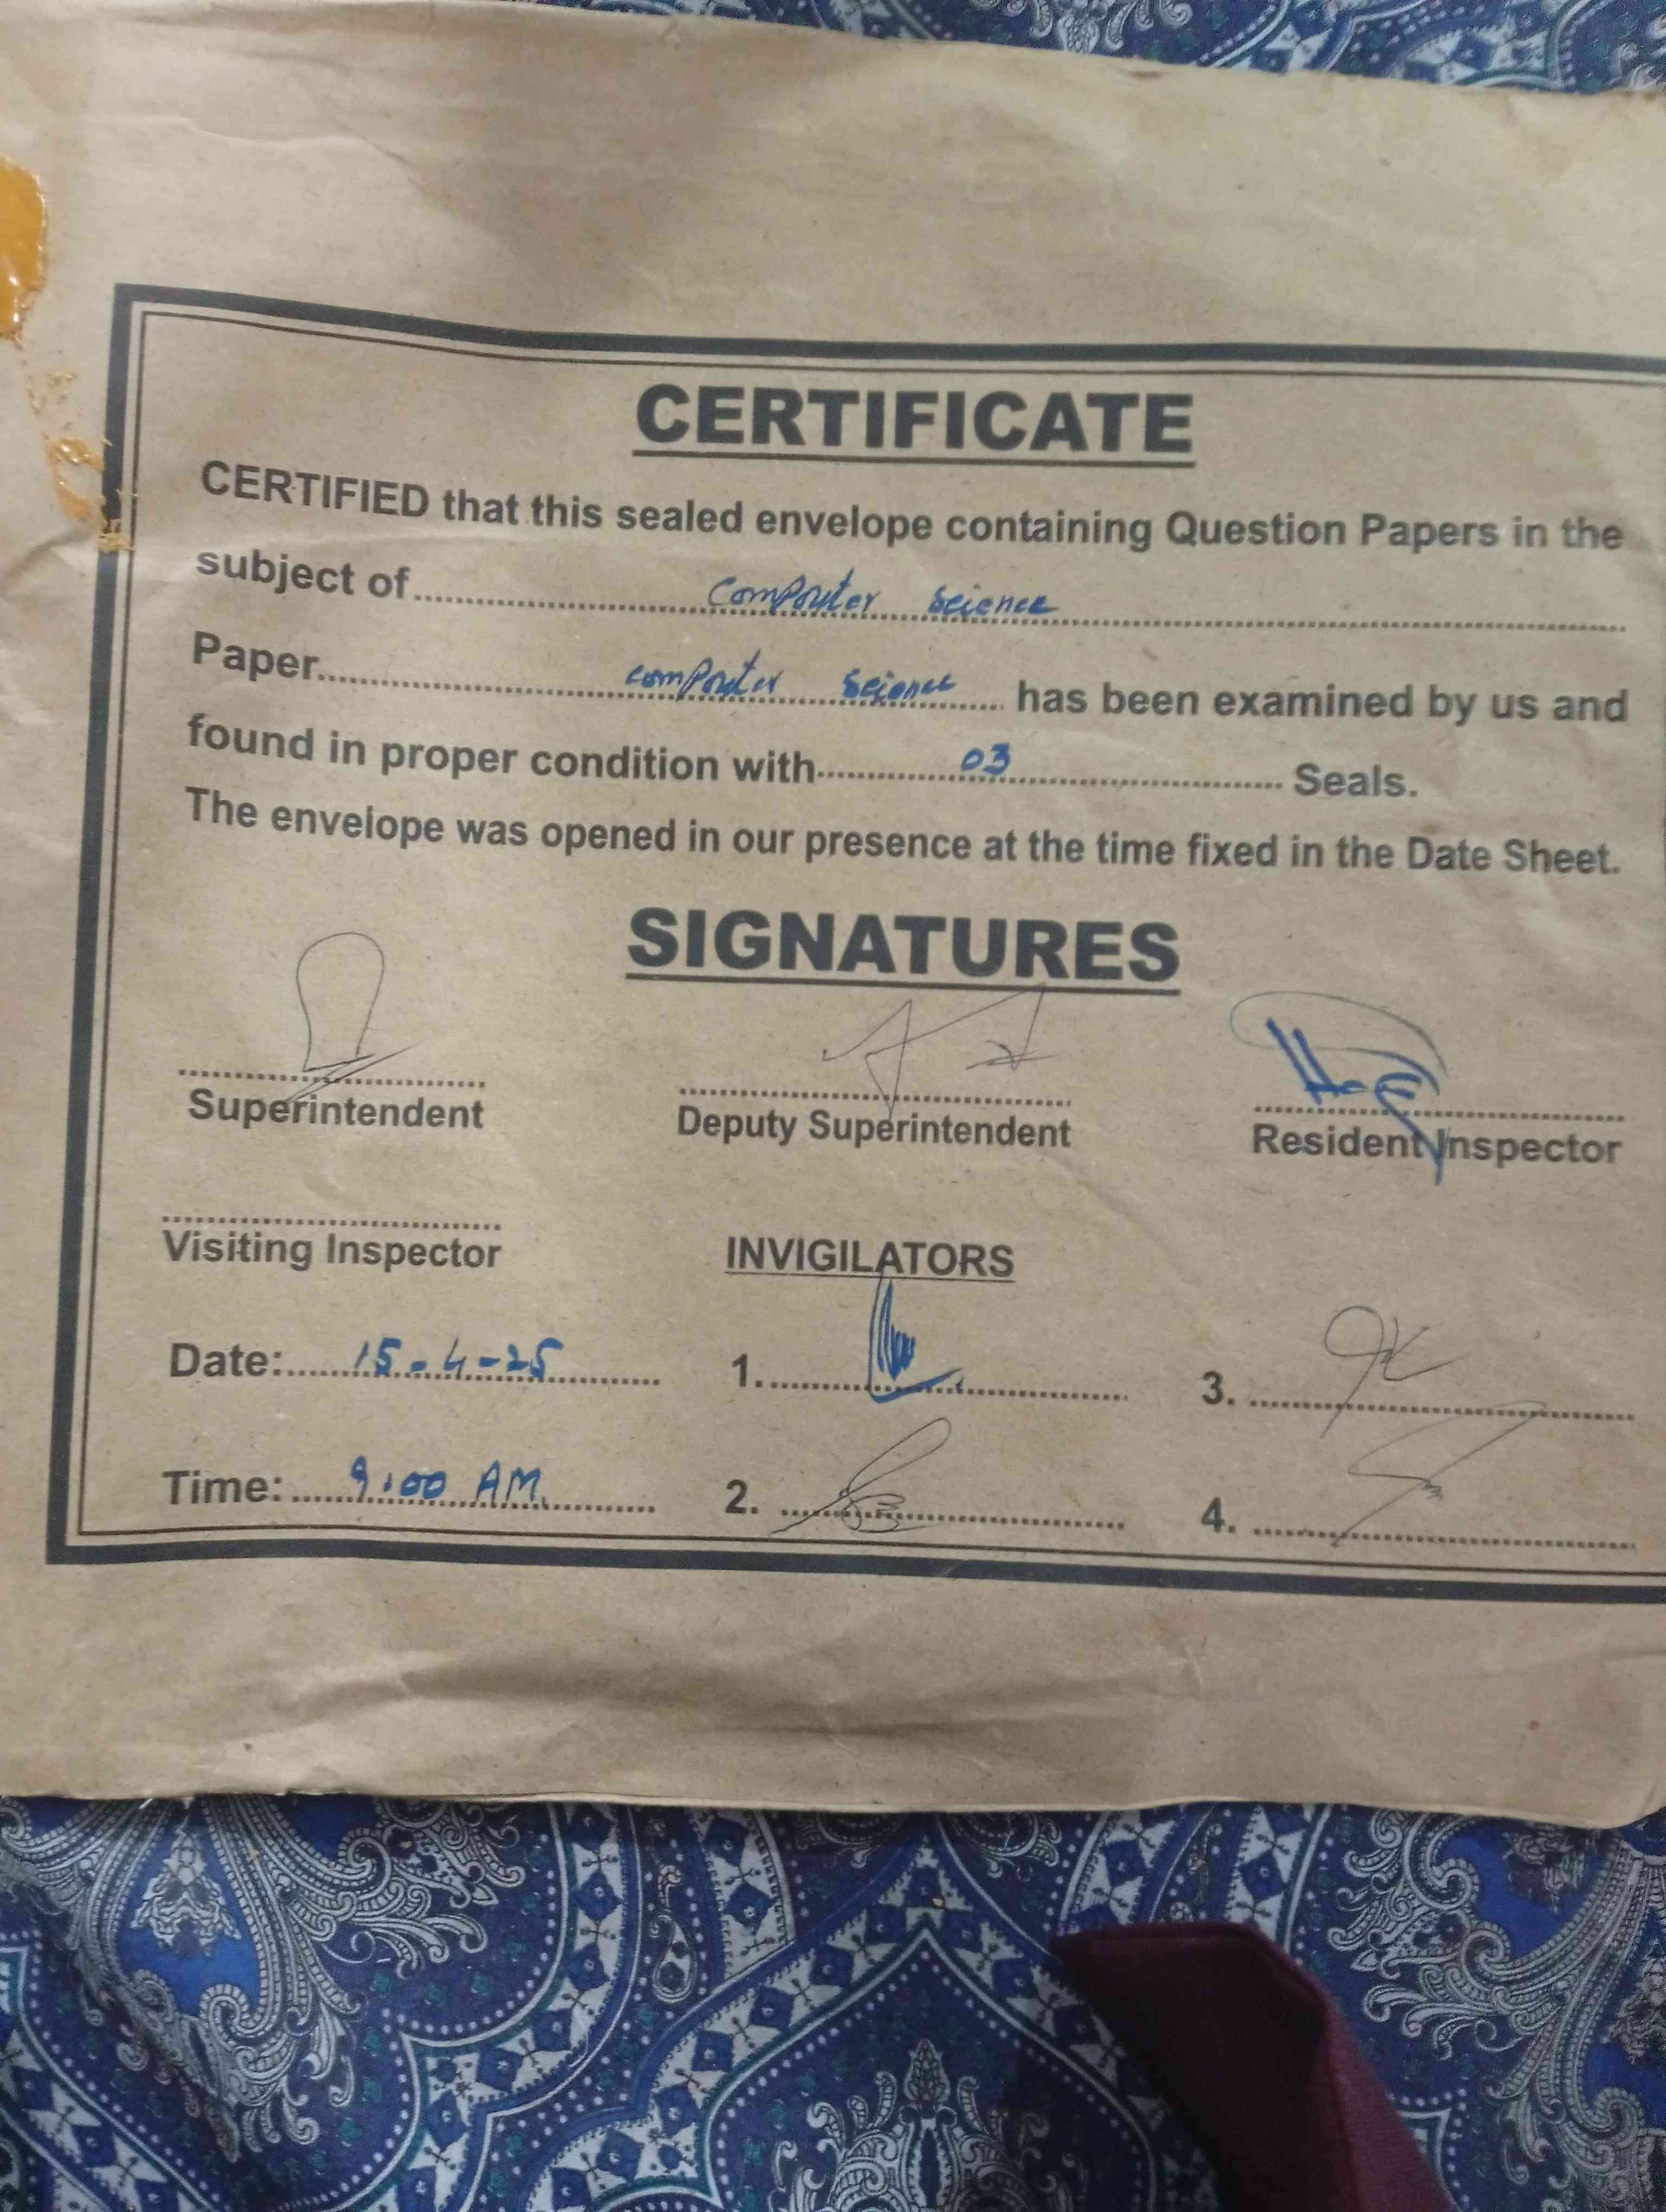 CERTIFICATE
CERTIFIED that this sealed envelope containing Question Papers in the
subject of Computer Science
Paper computer science has been examined by us and
found in proper condition with 03 Seals.
The envelope was opened in our presence at the time fixed in the Date Sheet.
SIGNATURES
Superintendent Deputy Superintendent Resident Inspector
Visiting Inspector INVIGILATORS
Date: 15-4-25 1. 3.
Time: 9:00 AM. 2. 4.